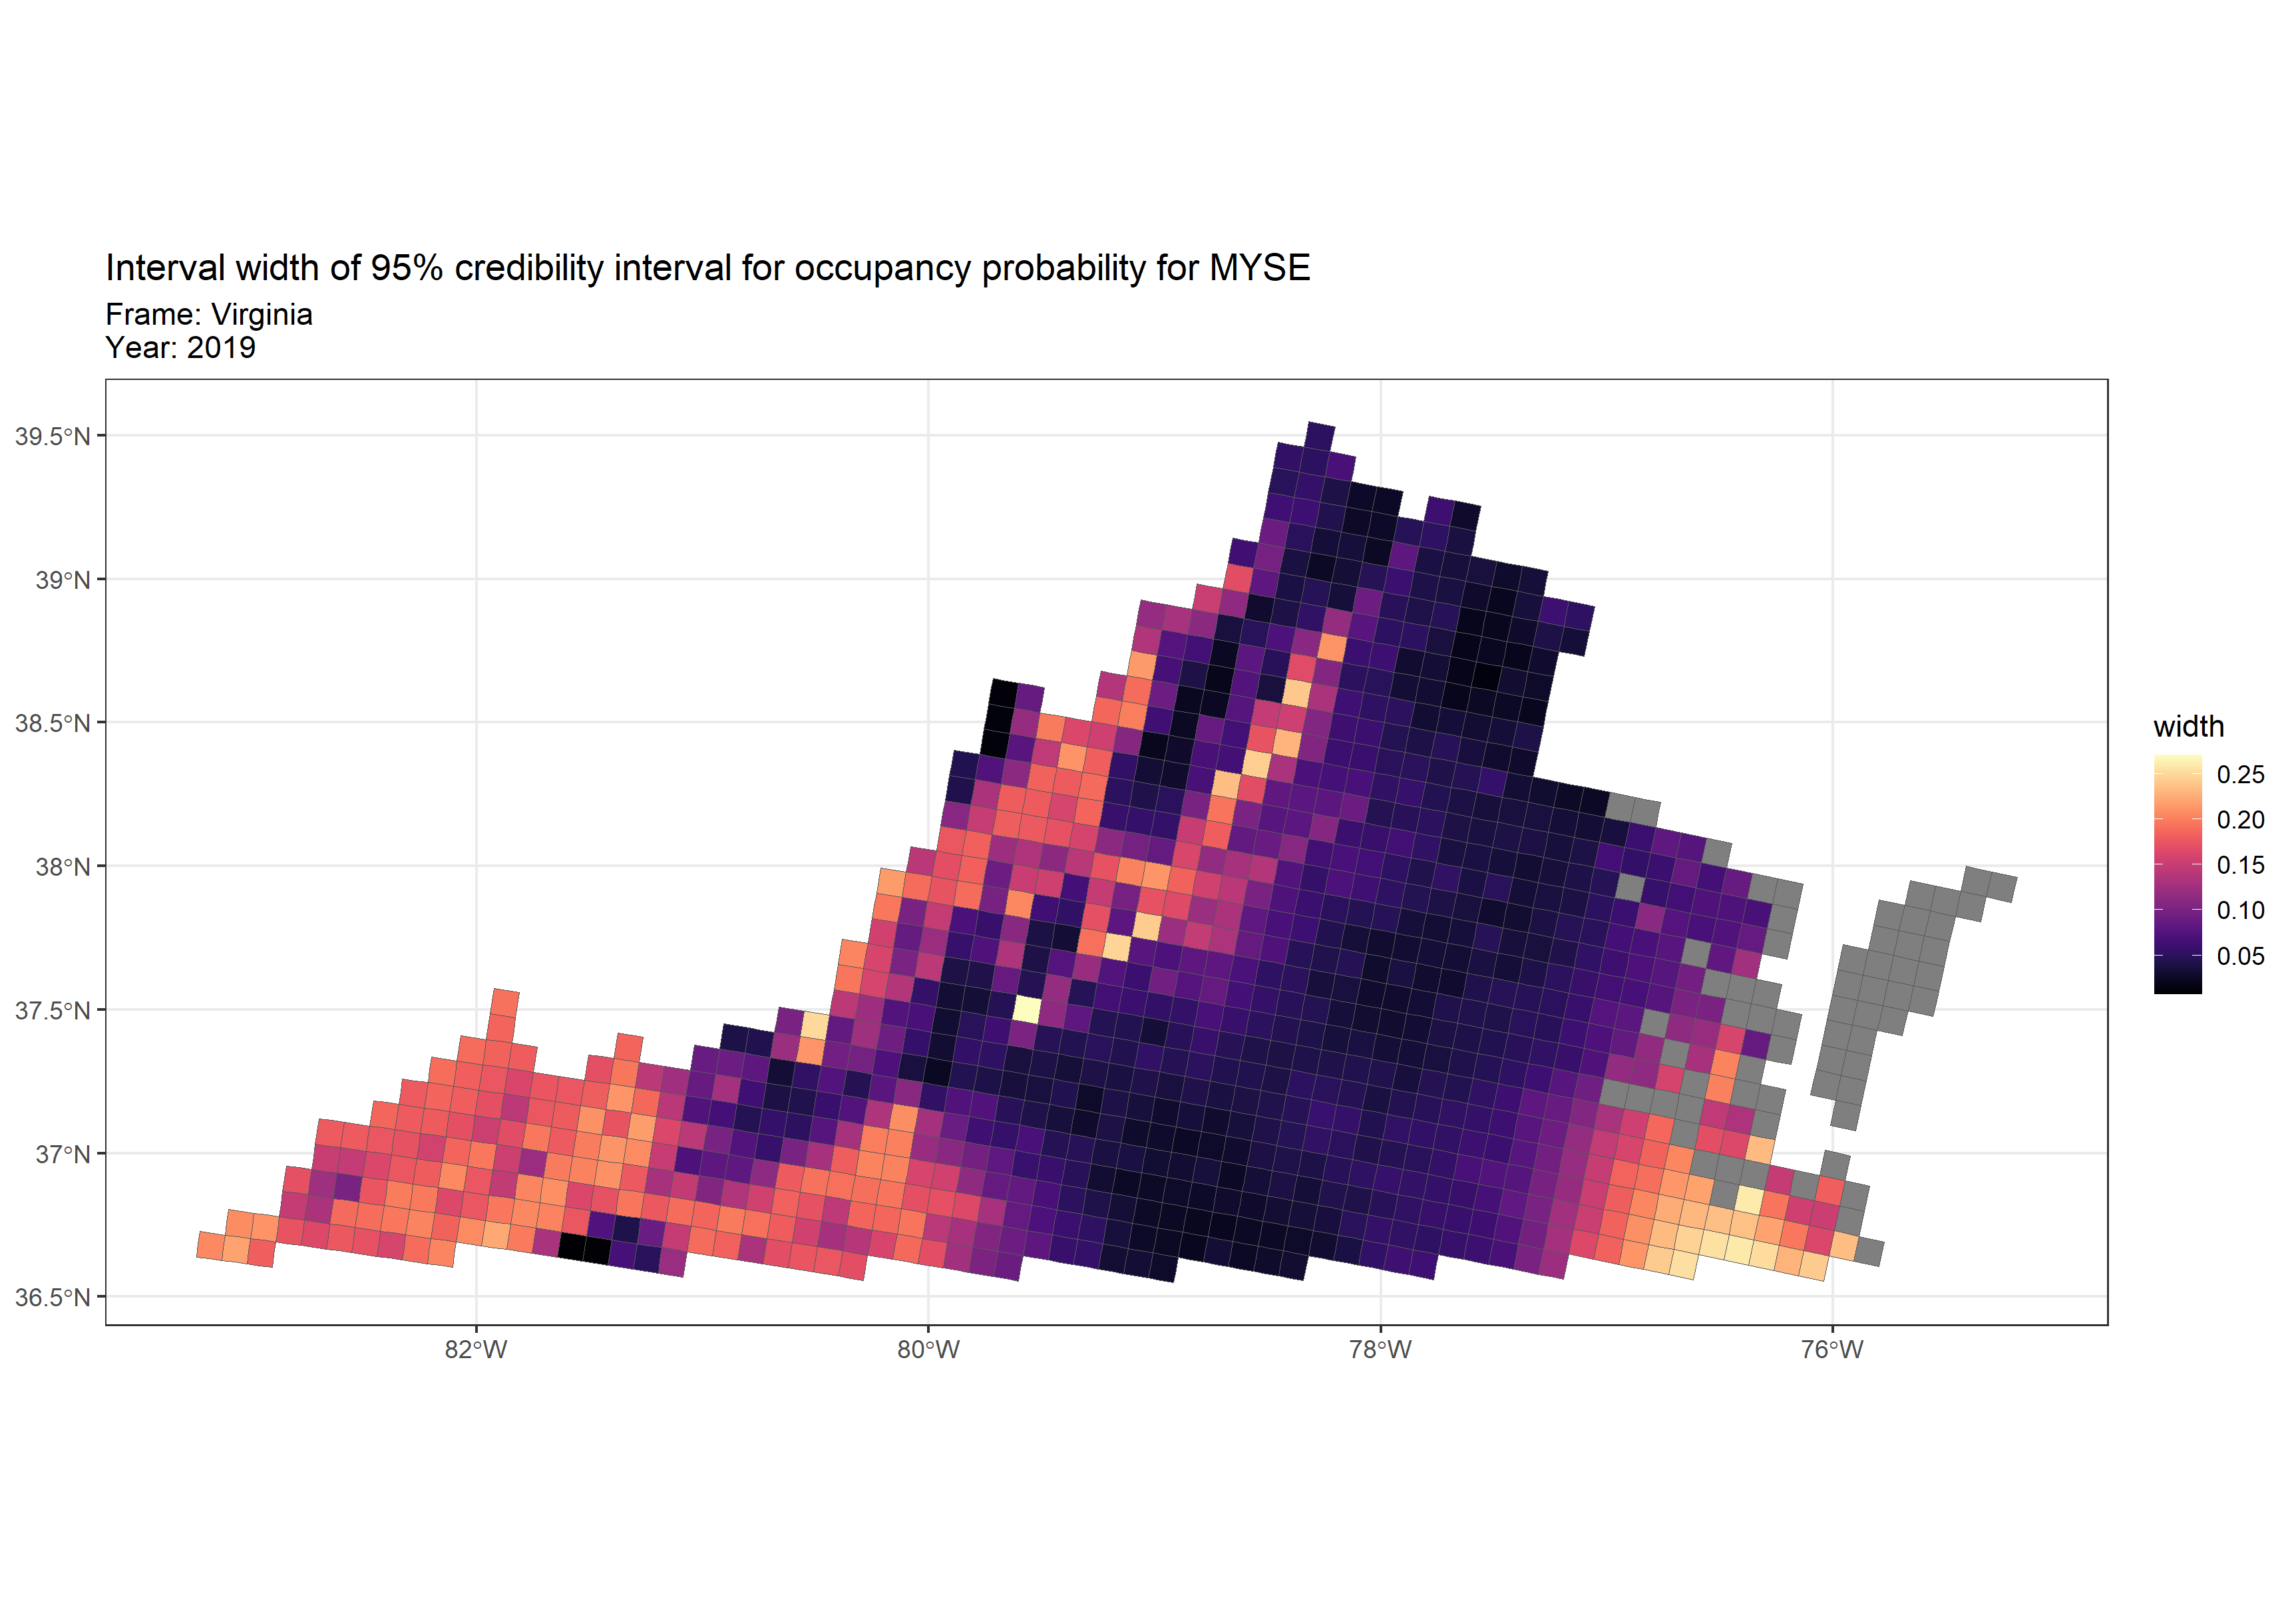 Interval width of 95% credibility interval for occupancy probability for MYSE
Frame: Virginia
Year: 2019
39.5°N
39°N
38.5°N
38°N
37.5°N
37°N
36.5°N
82°W
80°W
78°W
76°W
width
0.25
0.20
0.15
0.10
0.05